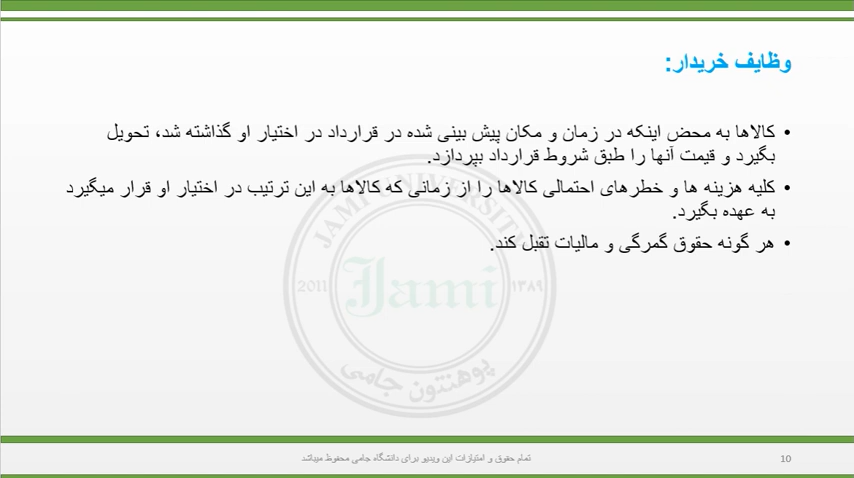 وظایف خریدار:
• کالاها به محض اینکه در زمان و مکان پیش بینی شده در قرارداد در اختیار او گذاشته شد، تحویل
بگیرد و قیمت آنها را طبق شروط قرارداد بپردازد.
• کلیه هزینه ها و خطرهای احتمالی کالاها را از زمانی که کالاها به این ترتیب در اختیار او قرار میگیرد
به عهده بگیرد.
• هر گونه حقوق گمرگی و مالیات تقبل کند.
JAMI UNIVERSITY
2011 Jami ۱۳۸۹
پوهنتون جامی
تمام حقوق و امتیازات این ویدیو برای دانشگاه جامی محفوظ میباشد
10